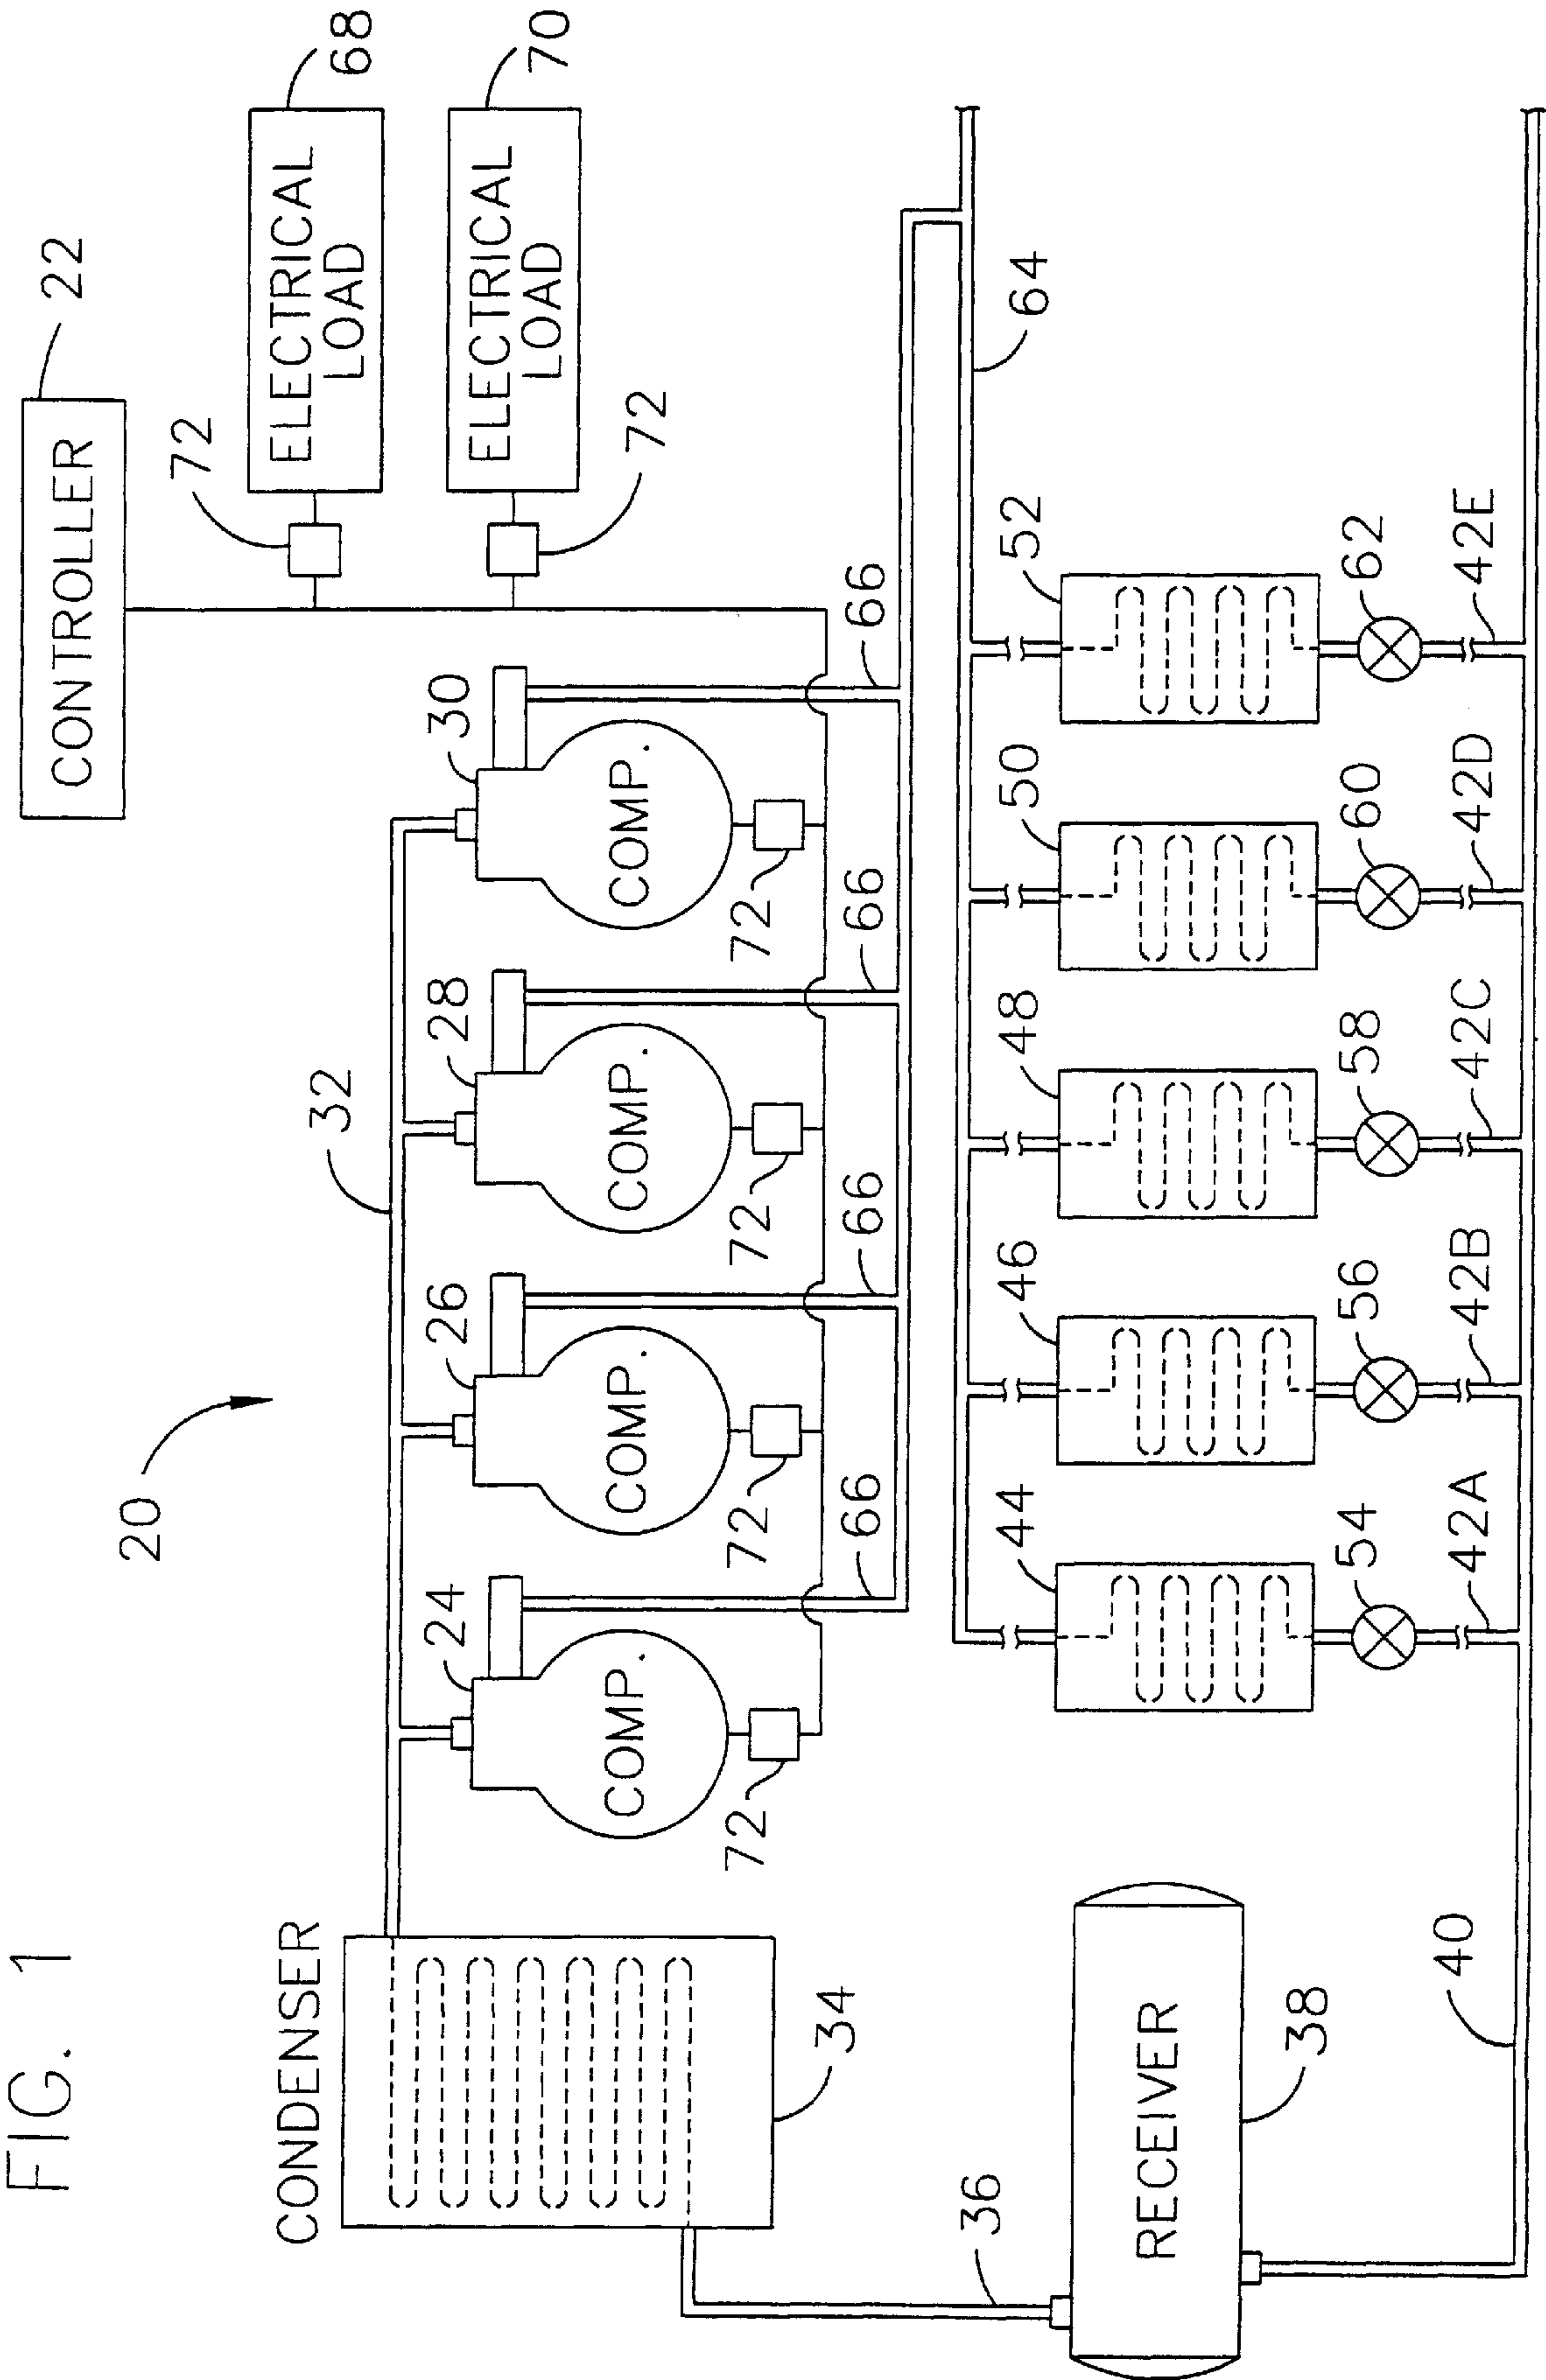 FIG. 1
20
22
CONTROLLER
72
ELECTRICAL
LOAD
68
72
ELECTRICAL
LOAD
70
CONDENSER
34
32
24
COMP.
72
26
COMP.
72
28
COMP.
72
30
COMP.
72
66
66
66
66
64
36
RECEIVER
38
40
44
46
48
50
52
54
56
58
60
62
42A
42B
42C
42D
42E